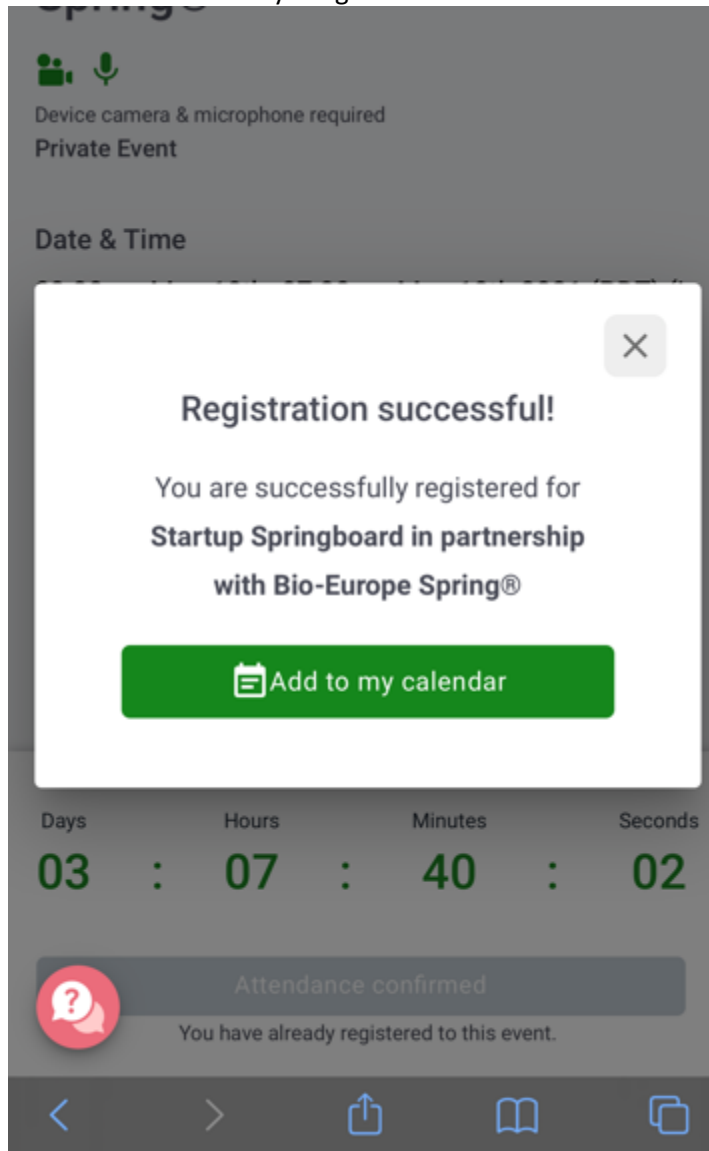 Spring®
Device camera & microphone required
Private Event
Date & Time
Registration successful!
You are successfully registered for
Startup Springboard in partnership
with Bio-Europe Spring®
Add to my calendar
Days Hours Minutes Seconds
03 : 07 : 40 : 02
Attendance confirmed
?
You have already registered to this event.